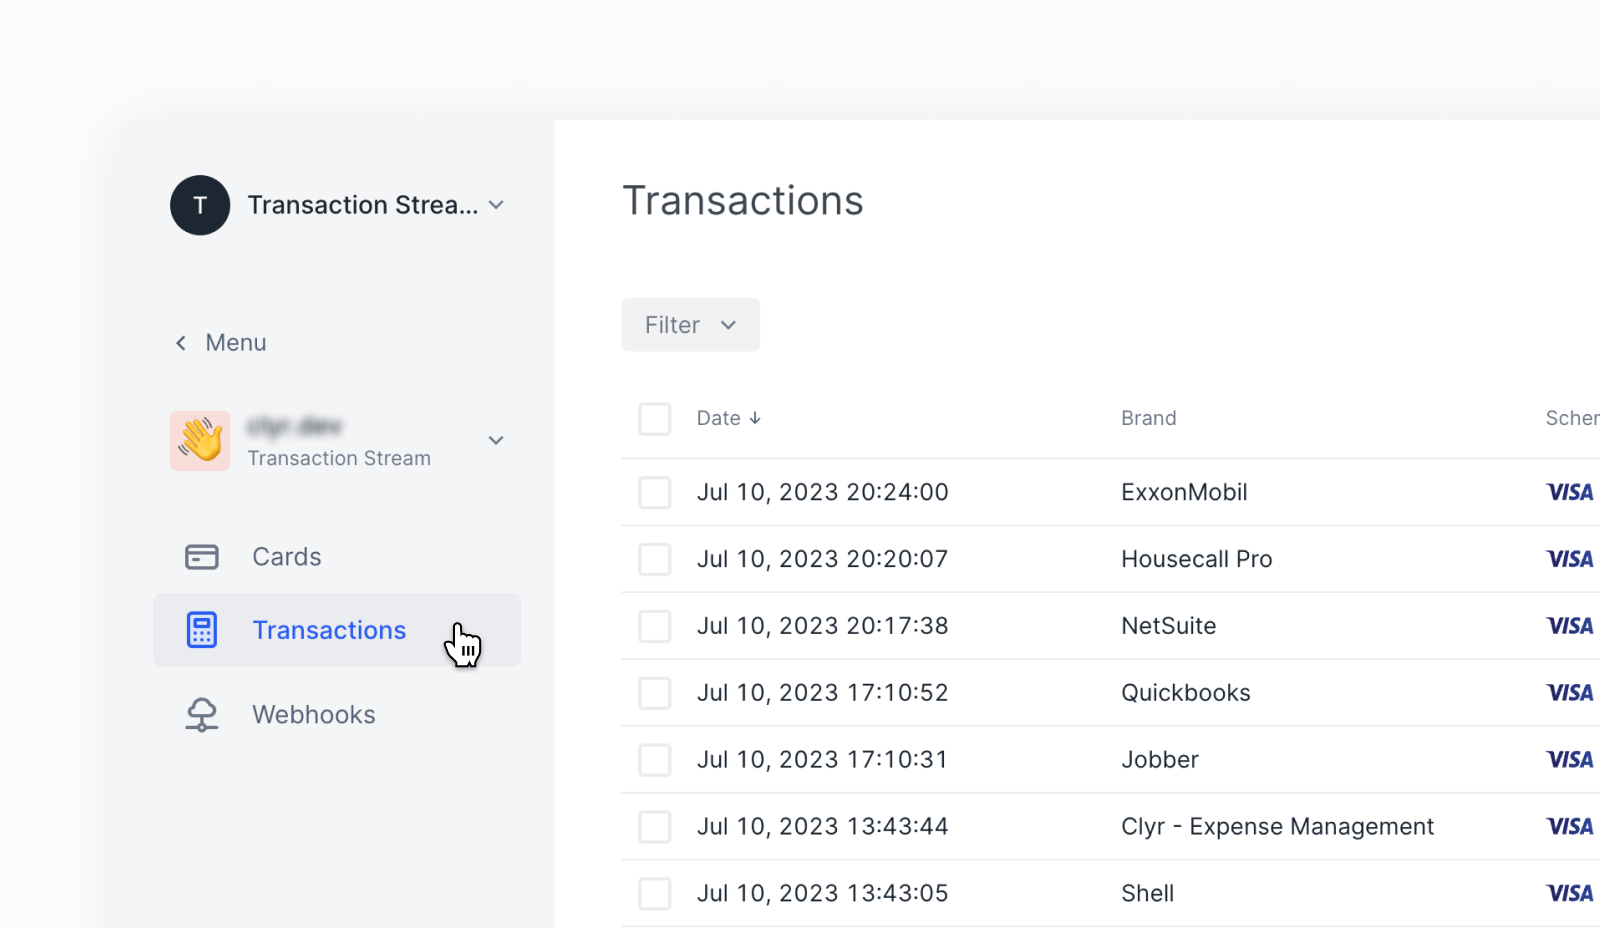 T
Transaction Strea...
Menu
clyr.dev
Transaction Stream
Cards
Transactions
Webhooks
Transactions
Filter
Date Brand Scher
Jul 10, 2023 20:24:00 ExxonMobil VISA
Jul 10, 2023 20:20:07 Housecall Pro VISA
Jul 10, 2023 20:17:38 NetSuite VISA
Jul 10, 2023 17:10:52 Quickbooks VISA
Jul 10, 2023 17:10:31 Jobber VISA
Jul 10, 2023 13:43:44 Clyr - Expense Management VISA
Jul 10, 2023 13:43:05 Shell VISA